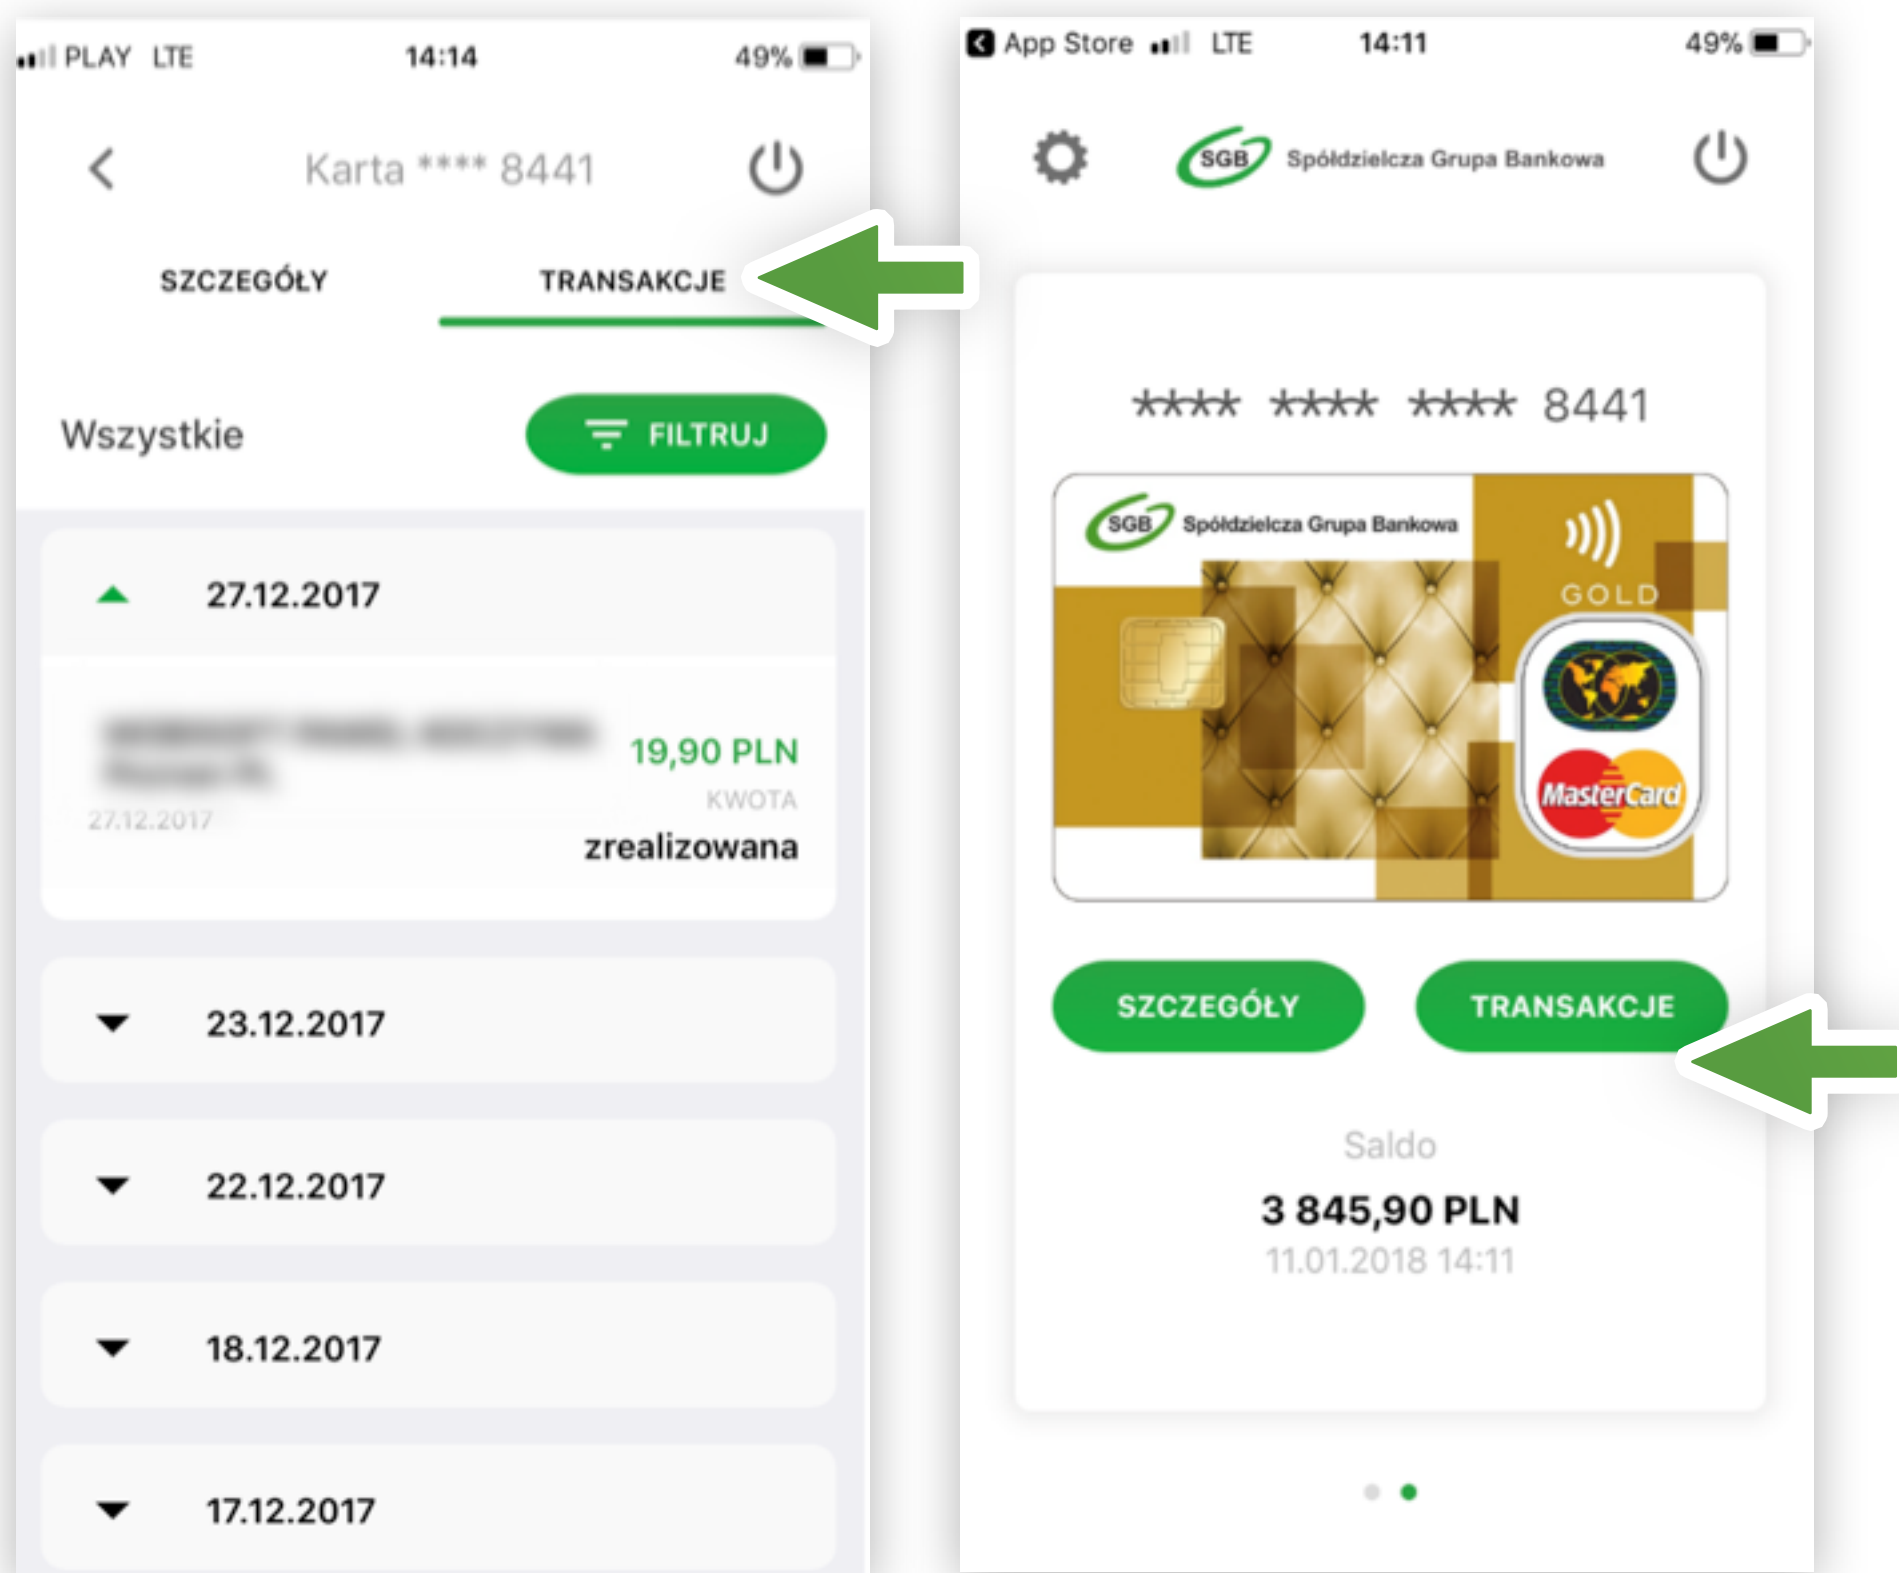 PLAY LTE 14:14 49%
Karta **** 8441
SZCZEGÓŁY TRANSAKCJE
Wszystkie FILTRUJ
27.12.2017
19,90 PLN
KWOTA
27.12.2017
zrealizowana
23.12.2017
22.12.2017
18.12.2017
17.12.2017
App Store LTE 14:11 49%
SGB Spółdzielcza Grupa Bankowa
**** **** **** 8441
SGB Spółdzielcza Grupa Bankowa
GOLD
MasterCard
SZCZEGÓŁY TRANSAKCJE
Saldo
3 845,90 PLN
11.01.2018 14:11